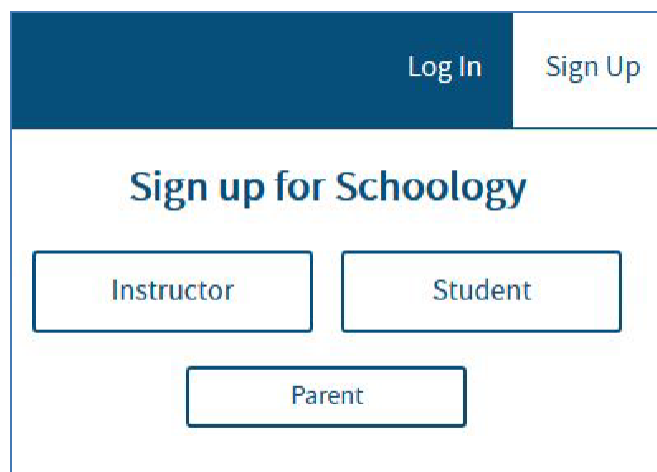 Log In Sign Up
Sign up for Schoology
Instructor Student
Parent